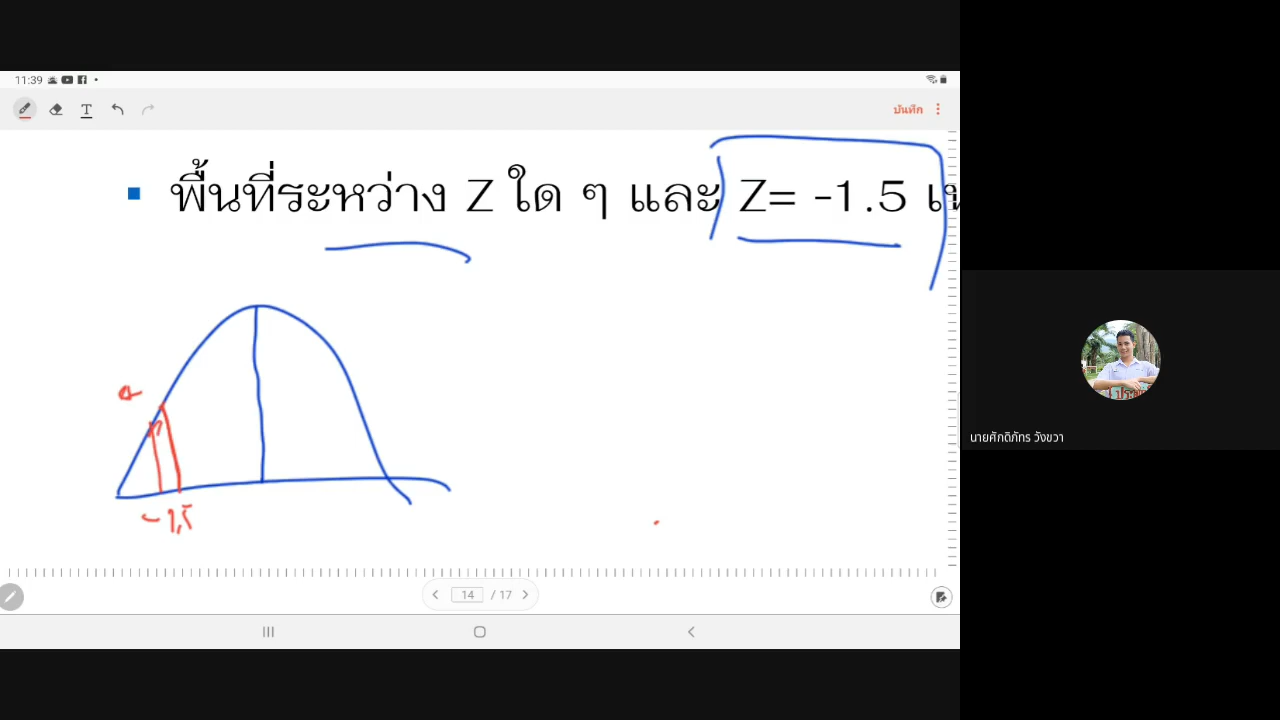 11:39
บันทึก
▪ พื้นที่ระหว่าง Z ใด ๆ และ Z= -1.5
-1.5
14 / 17
นายศักดิภัทร วังขวา